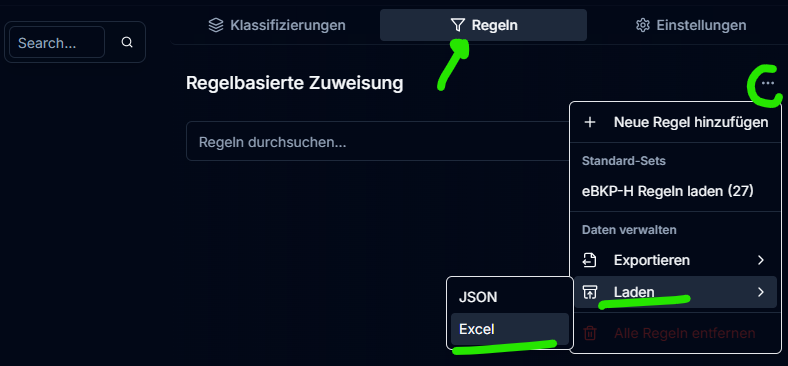 Search...
Klassifizierungen
Regeln
Einstellungen
Regelbasierte Zuweisung
Regeln durchsuchen...
Neue Regel hinzufügen
Standard-Sets
eBKP-H Regeln laden (27)
Daten verwalten
Exportieren
Laden
JSON
Excel
Alle Regeln entfernen